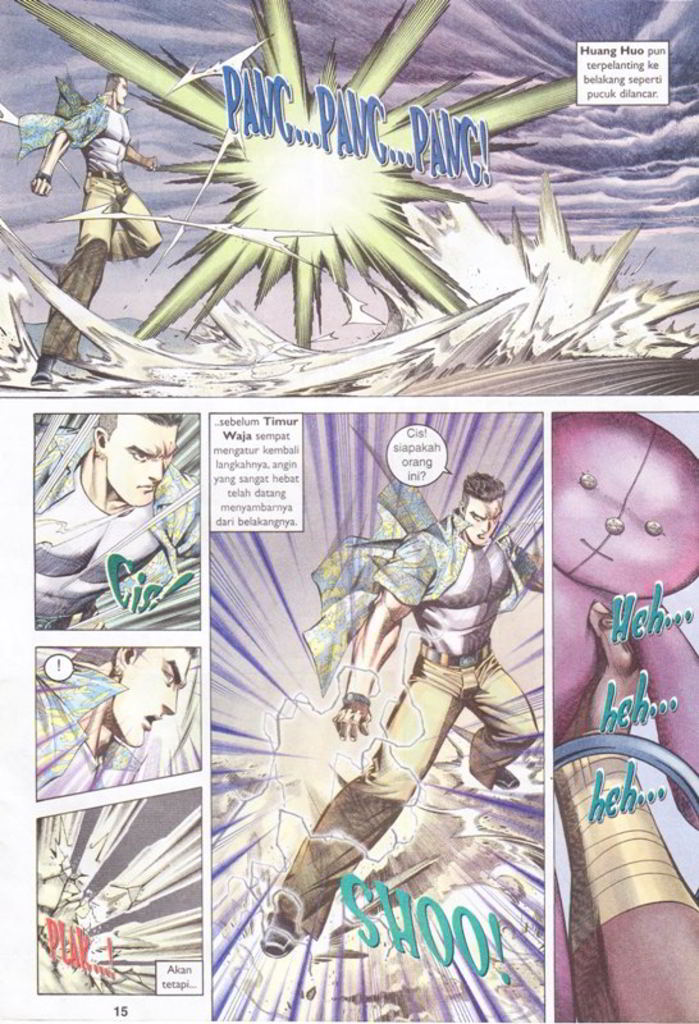 Huang Huo pun
terpelanting ke
belakang seperti
pucuk dilancar.
PANG...PANG...PANG!
..sebelum Timur
Waja sempat
mengatur kembali
langkahnya, angin
yang sangat hebat
telah datang
menyambarnya
dari belakangnya.
Cis!
siapakah
orang
ini?
Cis!
!
PLAK...!
Akan
tetapi...
SHOO!
Heh...
heh...
heh...
15